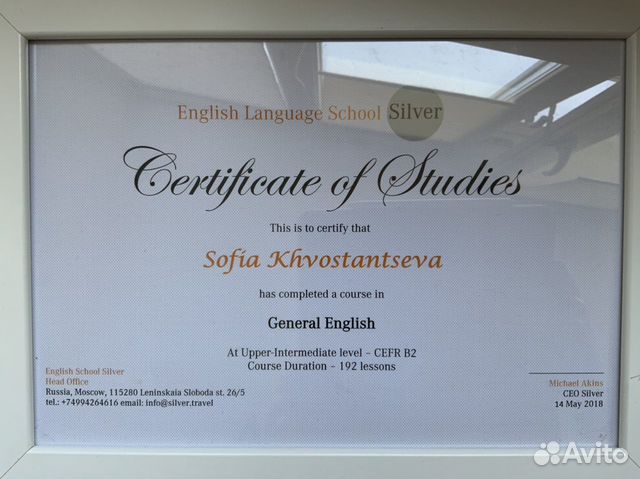 English Language School Silver
Certificate of Studies
This is to certify that
Sofia Khvostantseva
has completed a course in
General English
At Upper-Intermediate level – CEFR B2
Course Duration – 192 lessons
English School Silver
Head Office
Russia, Moscow, 115280 Leninskaia Sloboda st. 26/5
tel.: +74994264616 email: info@silver.travel
Michael Akins
CEO Silver
14 May 2018
Avito